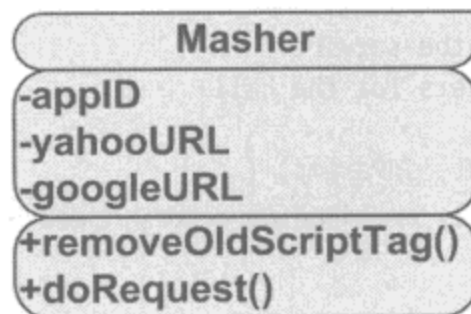 Masher
-appID
-yahooURL
-googleURL
+removeOldScriptTag()
+doRequest()